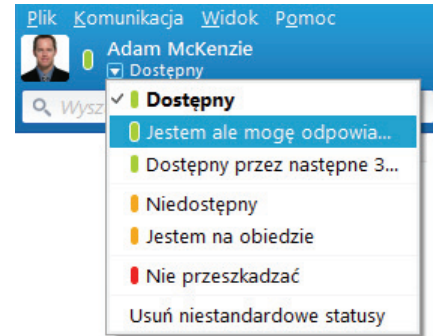 Plik Komunikacja Widok Pomoc
Adam McKenzie
Dostępny
Wysz
Dostępny
Jestem ale mogę odpowia...
Dostępny przez następne 3...
Niedostępny
Jestem na obiedzie
Nie przeszkadzać
Usuń niestandardowe statusy